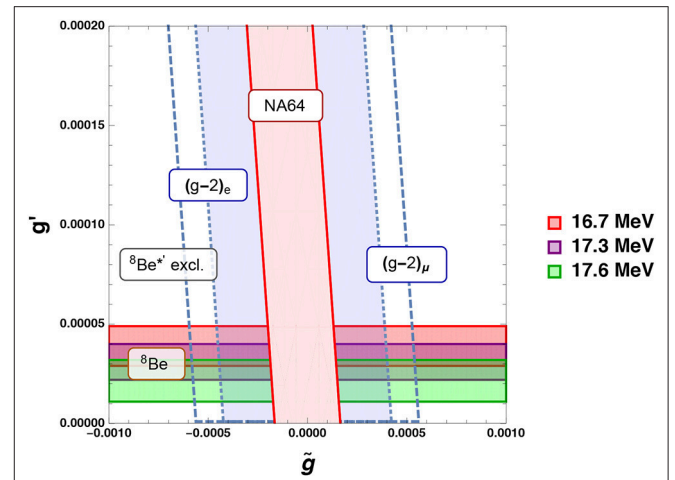 0.00020
0.00015
0.00010
0.00005
0.00000
g'
NA64
(g−2)e
⁸Be*' excl.
(g−2)μ
⁸Be
16.7 MeV
17.3 MeV
17.6 MeV
−0.0010 −0.0005 0.0000 0.0005 0.0010
g̃